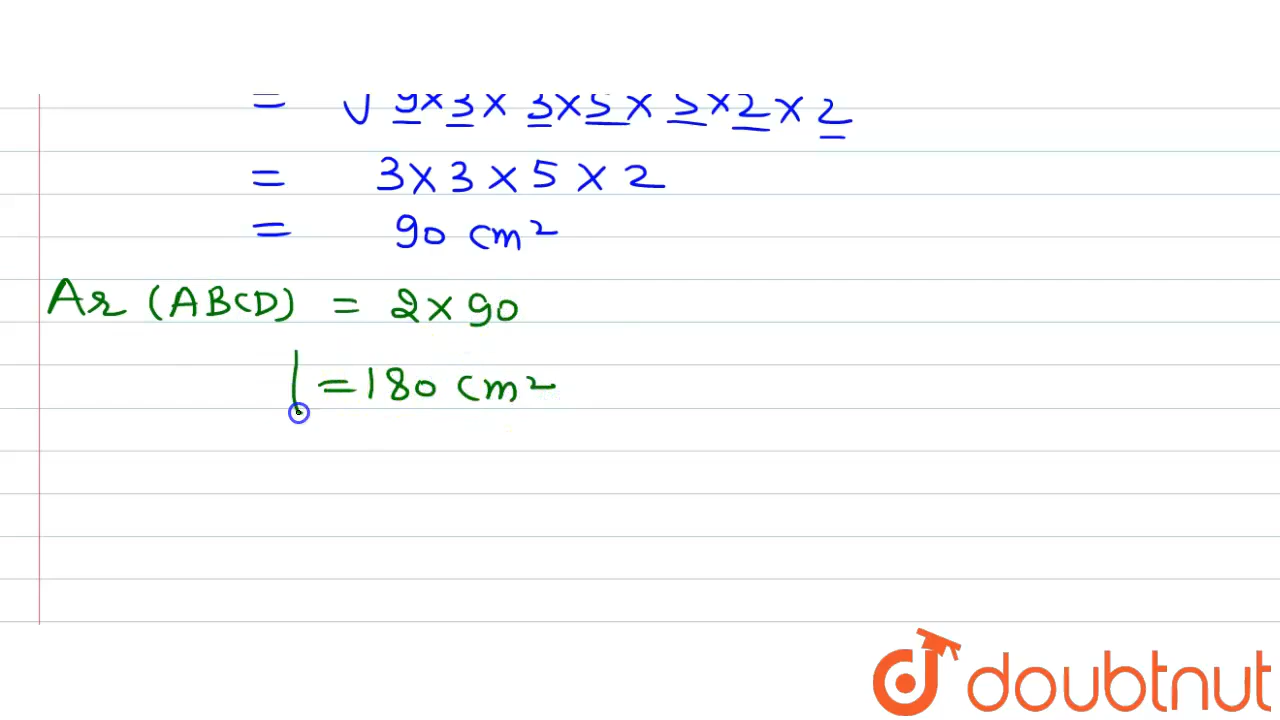 = √ 9 × 3 × 3 × 5 × 5 × 2 × 2
= 3 × 3 × 5 × 2
= 90 cm²
Ar (ABCD) = 2 × 90
= 180 cm²
doubtnut